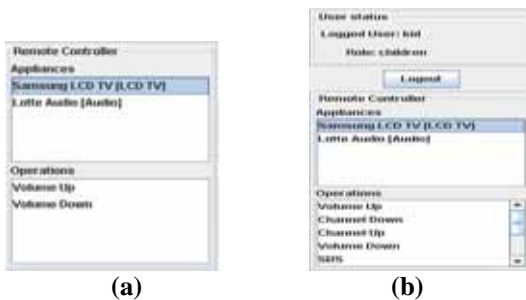 Remote Controller
Appliances
Samsung LCD TV [LCD TV]
Lotte Audio [Audio]
Operations
Volume Up
Volume Down
(a)
User status
Logged User: kid
Role: children
Logout
Remote Controller
Appliances
Samsung LCD TV [LCD TV]
Lotte Audio [Audio]
Operations
Volume Up
Channel Down
Channel Up
Volume Down
SBS
(b)